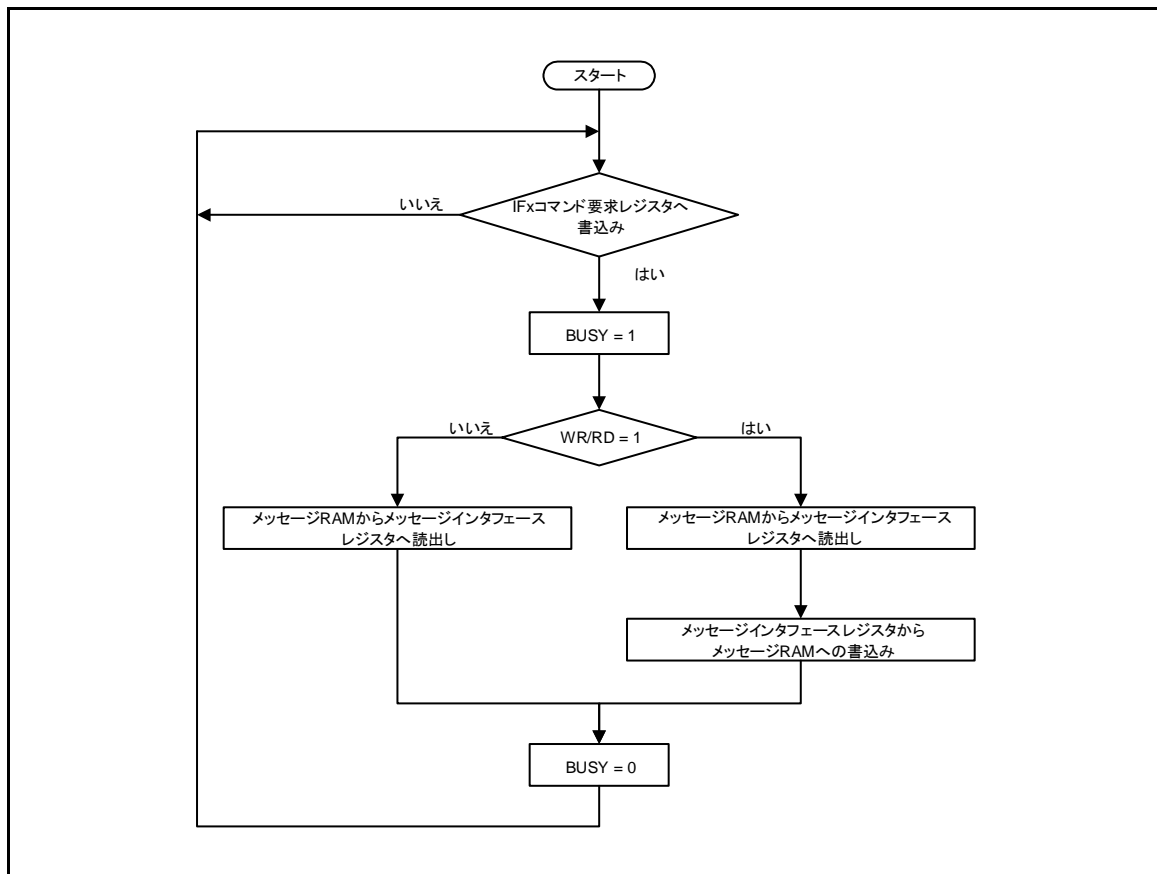 スタート
IFxコマンド要求レジスタへ
書込み
いいえ
はい
BUSY = 1
WR/RD = 1
いいえ
はい
メッセージRAMからメッセージインタフェース
レジスタへ読出し
メッセージRAMからメッセージインタフェース
レジスタへ読出し
メッセージインタフェースレジスタから
メッセージRAMへの書込み
BUSY = 0